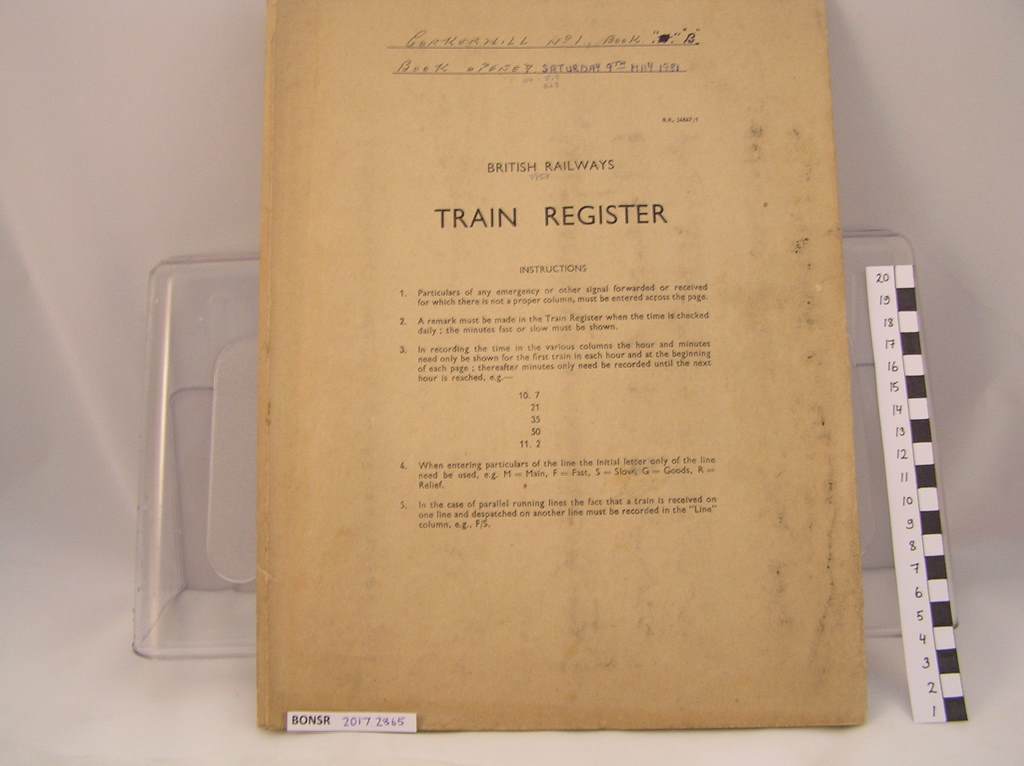 CORKERHILL No 1., BOOK "B"
BOOK OPENED SATURDAY 9TH MAY 1981
BRITISH RAILWAYS
TRAIN REGISTER
INSTRUCTIONS
1. Particulars of any emergency or other signal forwarded or received
for which there is not a proper column, must be entered across the page.
2. A remark must be made in the Train Register when the time is checked
daily ; the minutes fast or slow must be shown.
3. In recording the time in the various columns the hour and minutes
need only be shown for the first train in each hour and at the beginning
of each page ; thereafter minutes only need be recorded until the next
hour is reached, e.g.—
10. 7
21
35
50
11. 2
4. When entering particulars of the line the initial letter only of the line
need be used, e.g. M = Main, F = Fast, S = Slow, G = Goods, R =
Relief.
5. In the case of parallel running lines the fact that a train is received on
one line and despatched on another line must be recorded in the "Line"
column, e.g., F/S.
BONSR 2017.2865
20
19
18
17
16
15
14
13
12
11
10
9
8
7
6
5
4
3
2
1